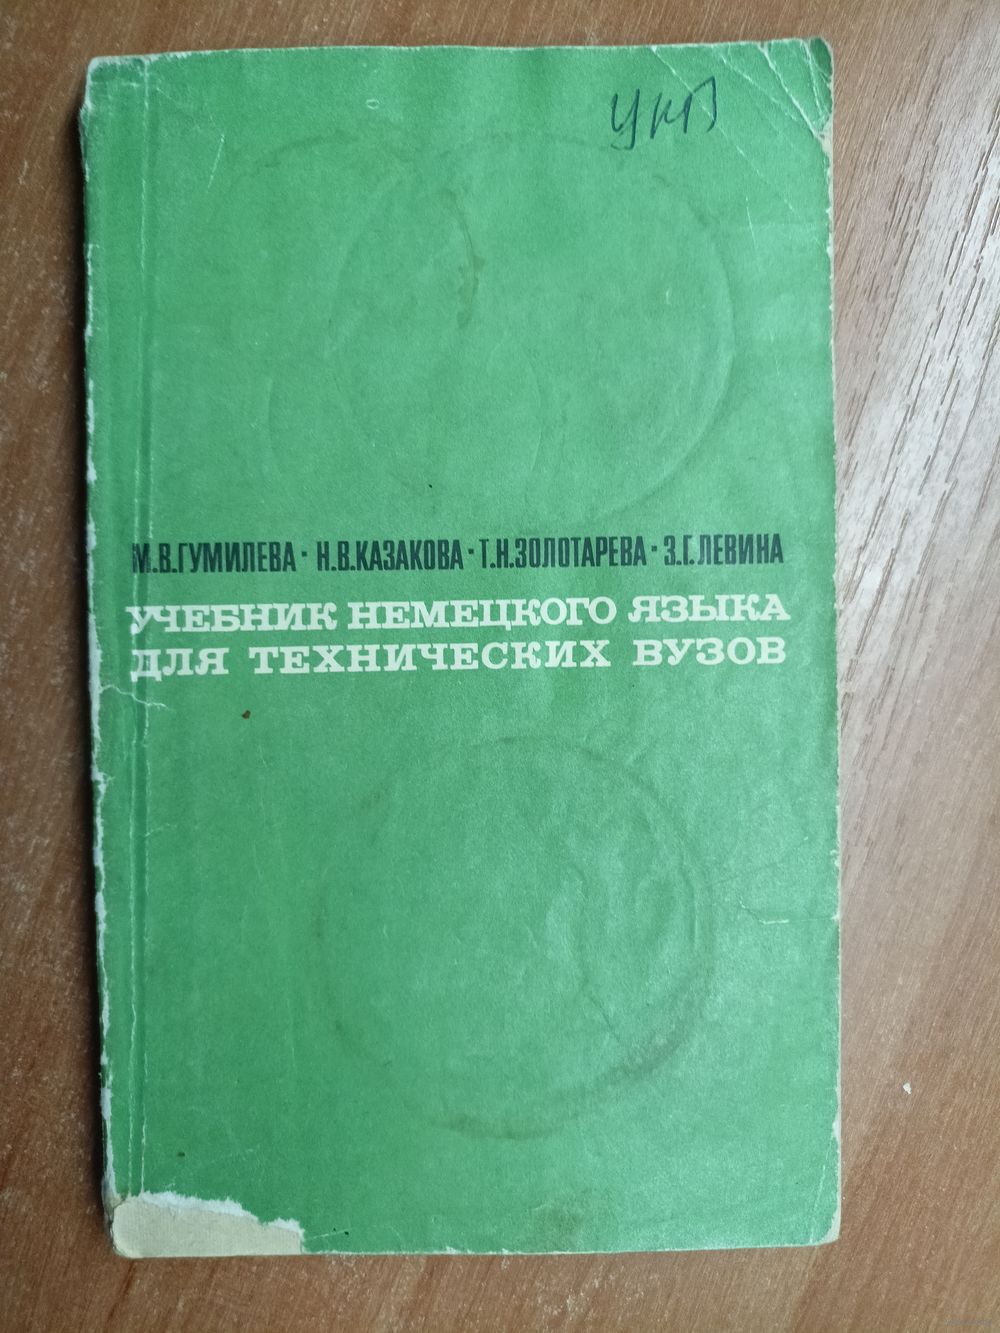 УКП
М.В.ГУМИЛЕВА · Н.В.КАЗАКОВА · Т.Н.ЗОЛОТАРЕВА · З.Г.ЛЕВИНА
УЧЕБНИК НЕМЕЦКОГО ЯЗЫКА
ДЛЯ ТЕХНИЧЕСКИХ ВУЗОВ